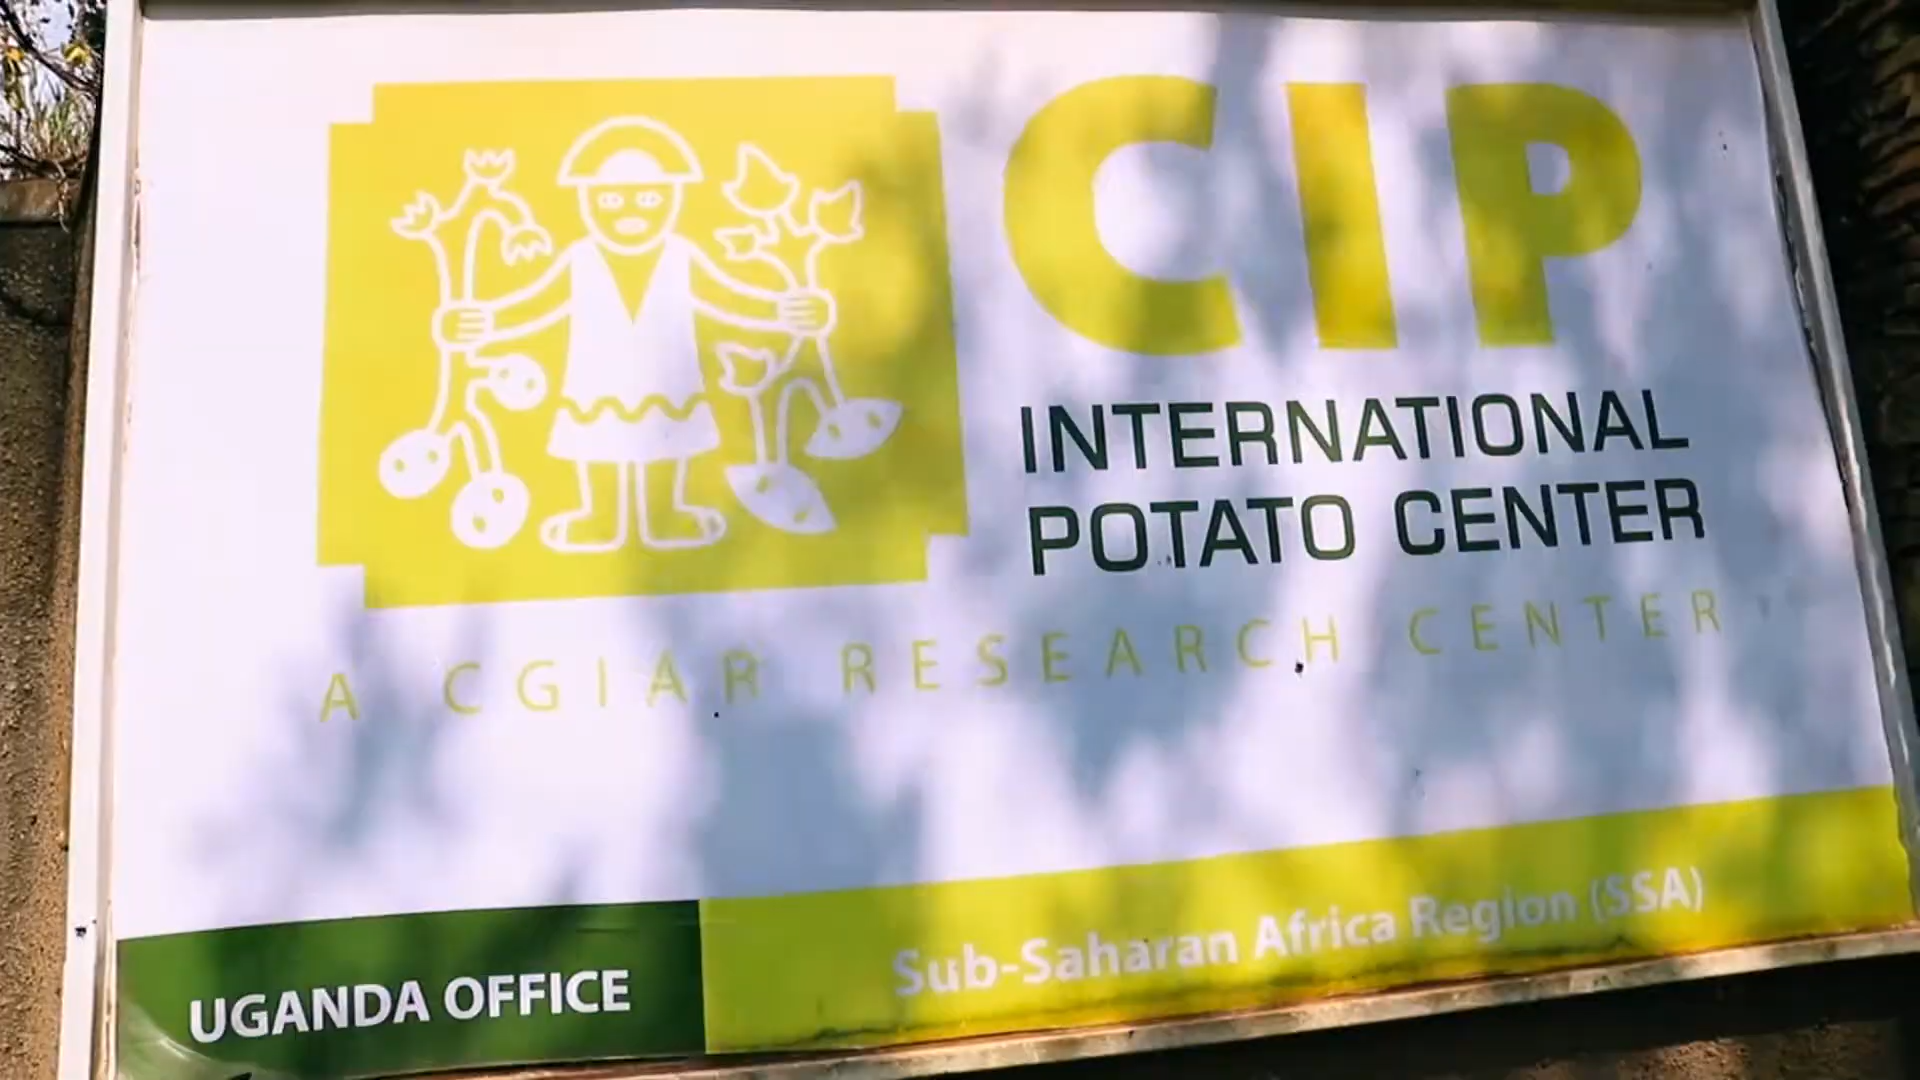 CIP
INTERNATIONAL
POTATO CENTER
A CGIAR RESEARCH CENTER
UGANDA OFFICE
Sub-Saharan Africa Region (SSA)